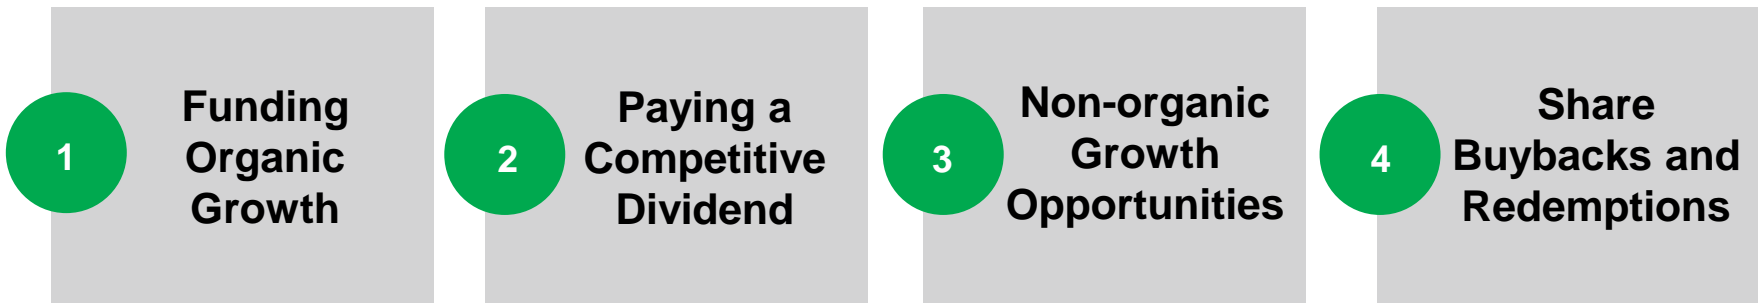 1
Funding
Organic
Growth
2
Paying a
Competitive
Dividend
3
Non-organic
Growth
Opportunities
4
Share
Buybacks and
Redemptions